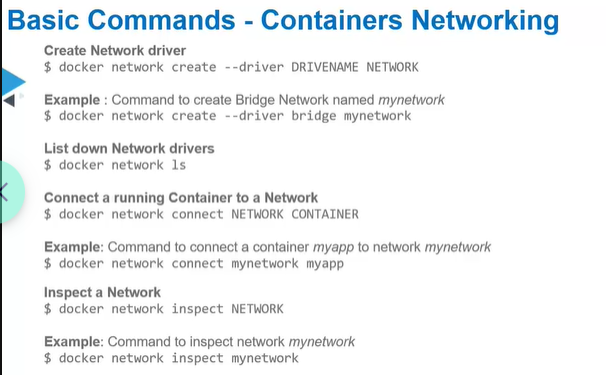 Basic Commands - Containers Networking
Create Network driver
$ docker network create --driver DRIVENAME NETWORK
Example : Command to create Bridge Network named mynetwork
$ docker network create --driver bridge mynetwork
List down Network drivers
$ docker network ls
Connect a running Container to a Network
$ docker network connect NETWORK CONTAINER
Example: Command to connect a container myapp to network mynetwork
$ docker network connect mynetwork myapp
Inspect a Network
$ docker network inspect NETWORK
Example: Command to inspect network mynetwork
$ docker network inspect mynetwork